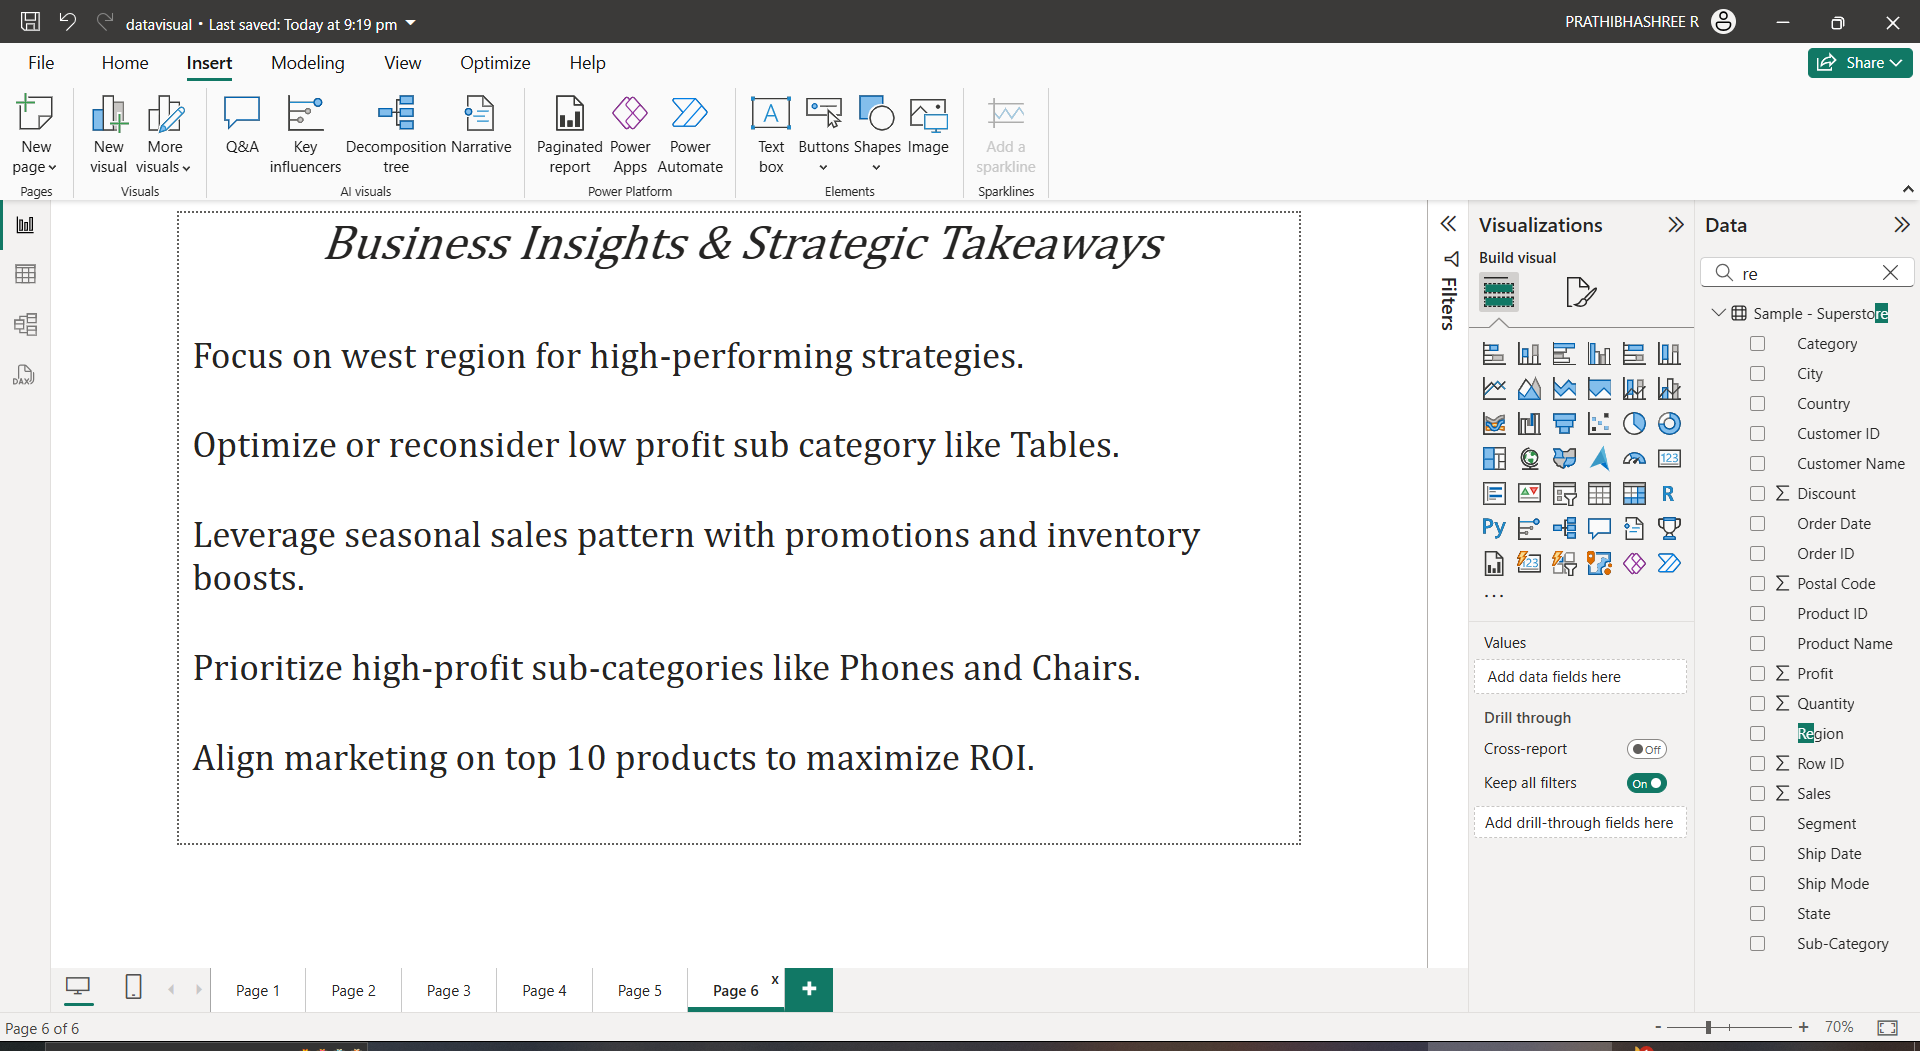 datavisual • Last saved: Today at 9:19 pm
PRATHIBHASHREE R
File Home Insert Modeling View Optimize Help
Share
New page
New visual
More visuals
Q&A
Key influencers
Decomposition tree
Narrative
Paginated report
Power Apps
Power Automate
Text box
Buttons
Shapes
Image
Add a sparkline
Pages
Visuals
AI visuals
Power Platform
Elements
Sparklines
DAX
Business Insights & Strategic Takeaways
Focus on west region for high-performing strategies.
Optimize or reconsider low profit sub category like Tables.
Leverage seasonal sales pattern with promotions and inventory
boosts.
Prioritize high-profit sub-categories like Phones and Chairs.
Align marketing on top 10 products to maximize ROI.
Filters
Visualizations
Build visual
123
R
Py
123
...
Values
Add data fields here
Drill through
Cross-report
Off
Keep all filters
On
Add drill-through fields here
Data
re
Sample - Superstore
Category
City
Country
Customer ID
Customer Name
Discount
Order Date
Order ID
Postal Code
Product ID
Product Name
Profit
Quantity
Region
Row ID
Sales
Segment
Ship Date
Ship Mode
State
Sub-Category
Page 1
Page 2
Page 3
Page 4
Page 5
Page 6
x
+
Page 6 of 6
- + 70%